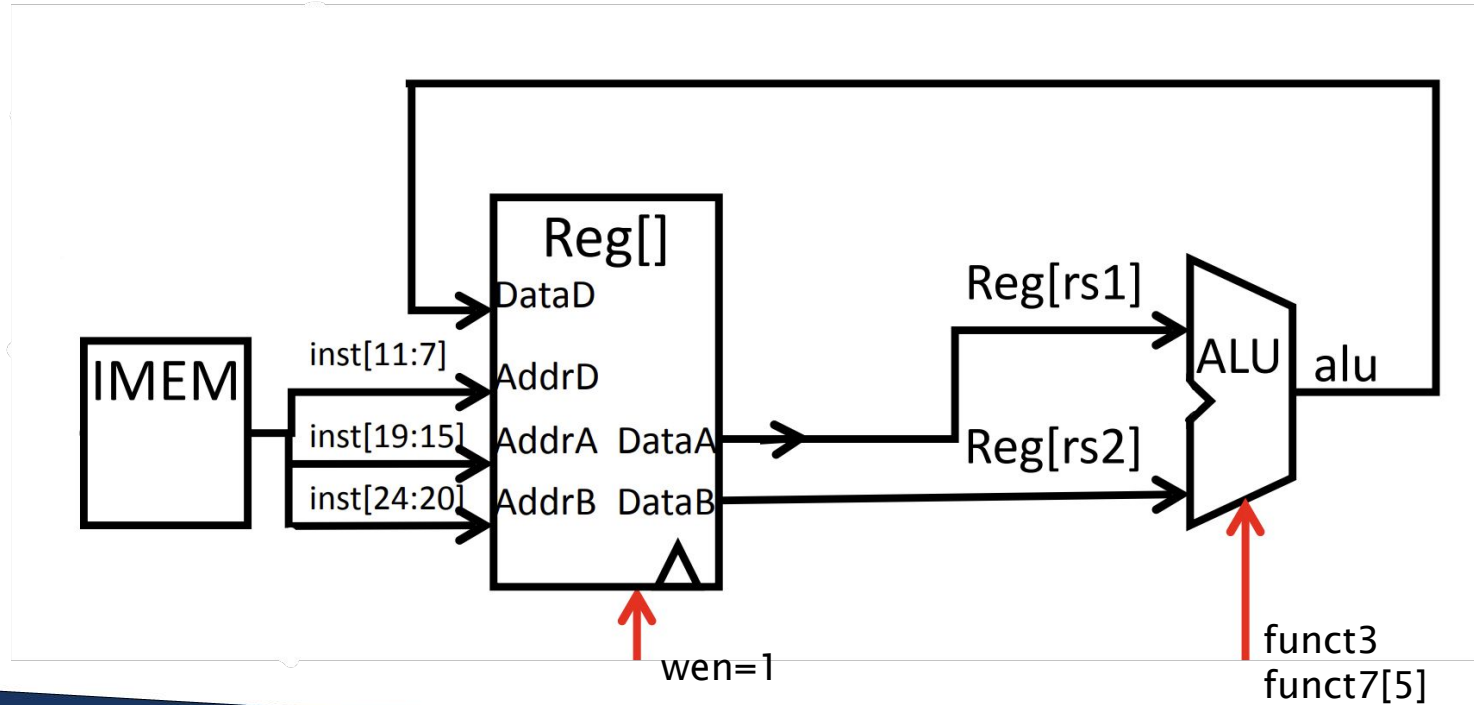 Reg[]
DataD
IMEM
inst[11:7]
AddrD
inst[19:15]
AddrA DataA
inst[24:20]
AddrB DataB
Reg[rs1]
Reg[rs2]
ALU
alu
wen=1
funct3
funct7[5]